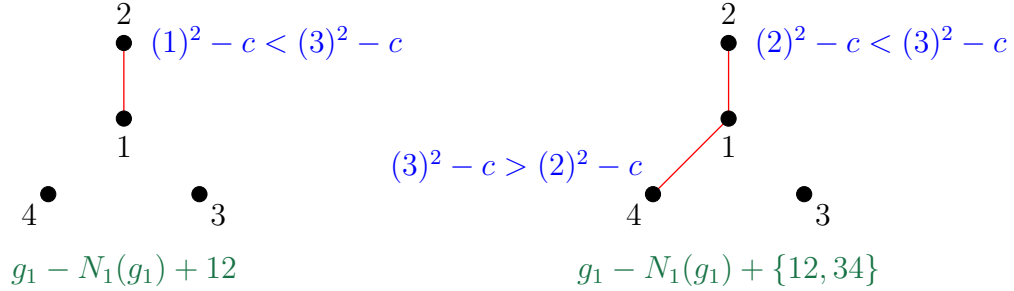 2
(1)² − c < (3)² − c
1
4
3
g₁ − N₁(g₁) + 12
2
(2)² − c < (3)² − c
1
(3)² − c > (2)² − c
4
3
g₁ − N₁(g₁) + {12, 34}